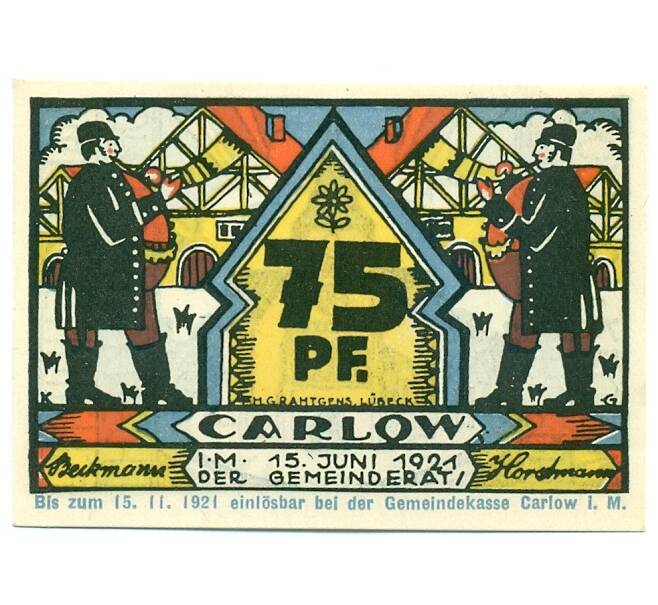 75
PF.
H.G.RAHTGENS, LÜBECK
K G
CARLOW
Beckmann I.M. 15. JUNI 1921 Horstmann
DER GEMEINDERAT/
Bis zum 15. 11. 1921 einlösbar bei der Gemeindekasse Carlow i. M.